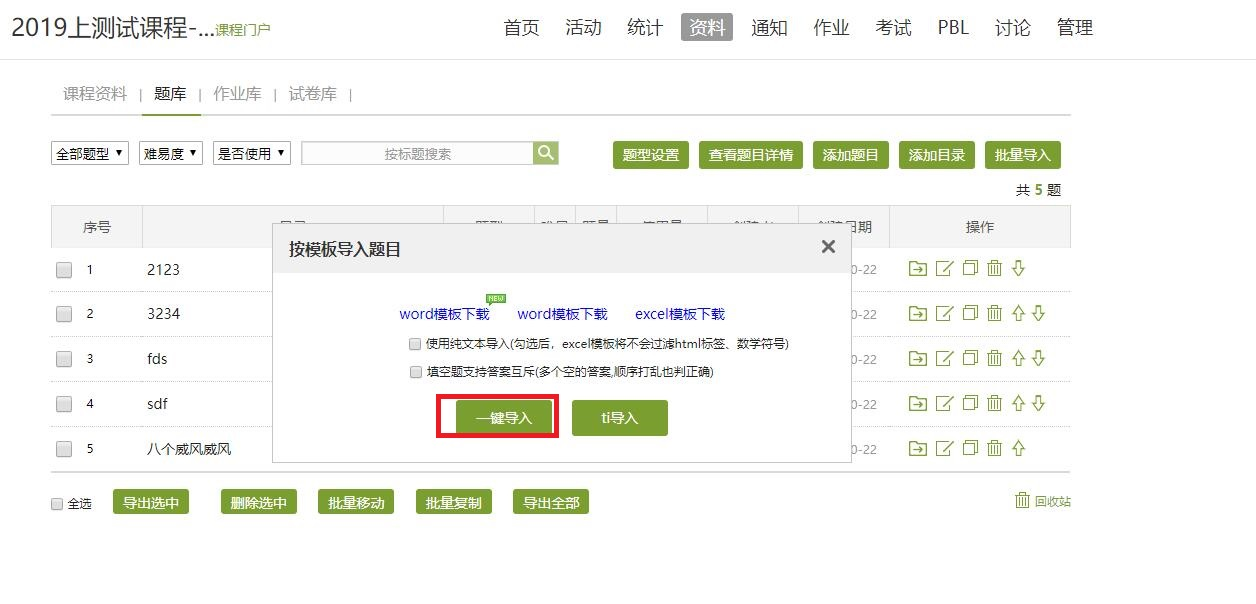 2019上测试课程-...课程门户
首页 活动 统计 资料 通知 作业 考试 PBL 讨论 管理
课程资料 | 题库 | 作业库 | 试卷库 |
全部题型 难易度 是否使用 按标题搜索 题型设置 查看题目详情 添加题目 添加目录 批量导入
共 5 题
序号 操作
按模板导入题目
1 2123 0-22
NEW
word模板下载 word模板下载 excel模板下载
2 3234 0-22
使用纯文本导入(勾选后，excel模板将不会过滤html标签、数学符号)
3 fds 0-22
填空题支持答案互斥(多个空的答案,顺序打乱也判正确)
4 sdf 0-22
一键导入 ti导入
5 八个威风威风 0-22
全选 导出选中 删除选中 批量移动 批量复制 导出全部 回收站